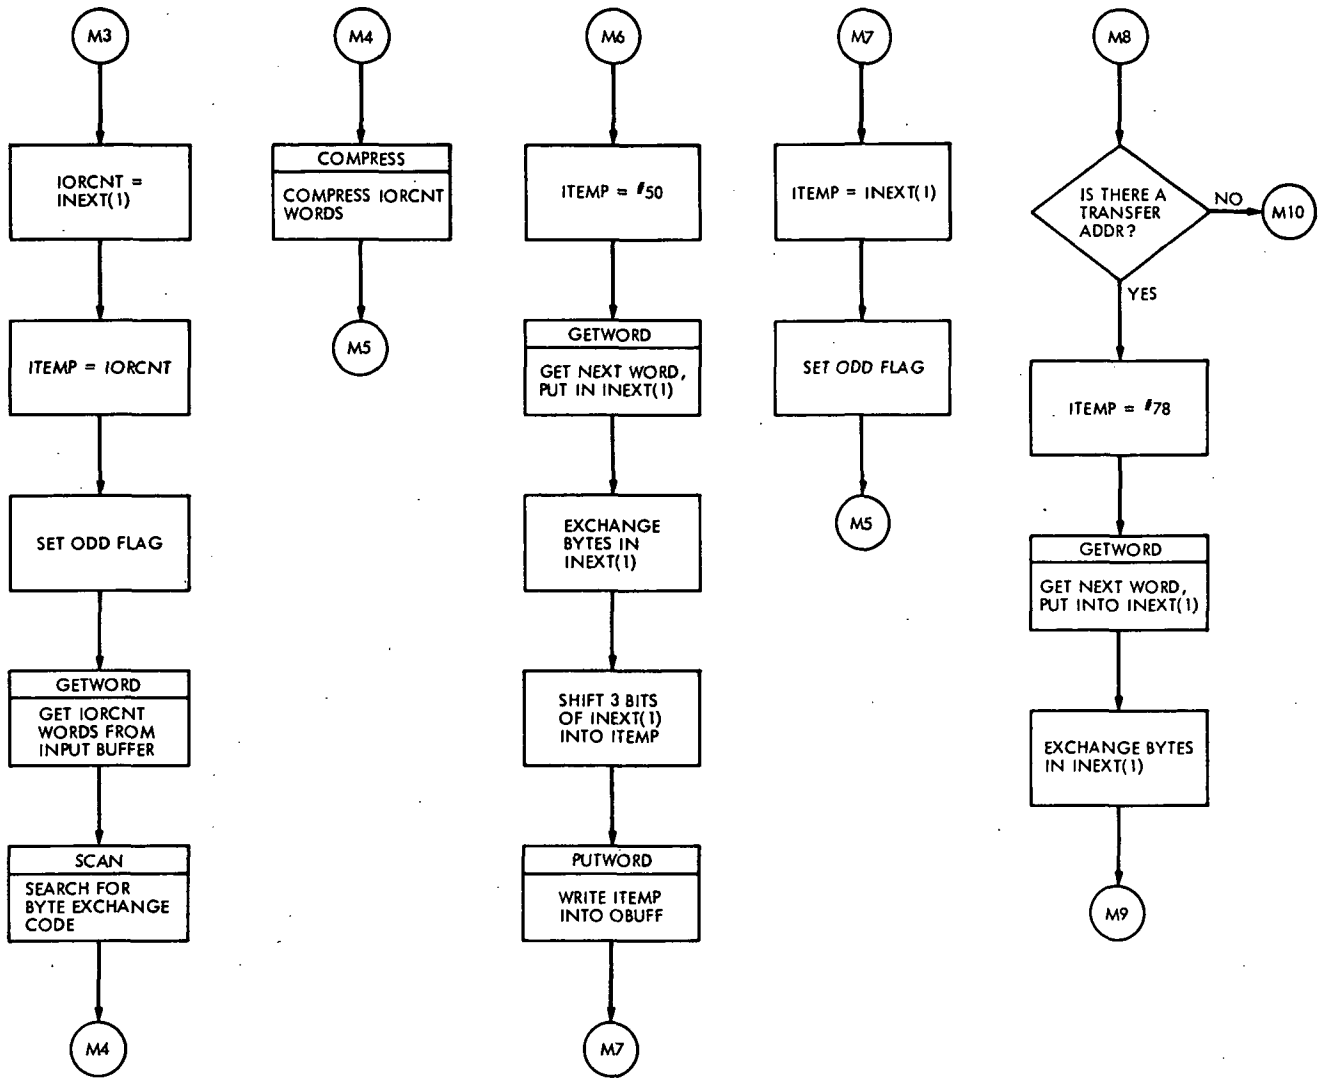 M3
IORCNT =
INEXT(1)
ITEMP = IORCNT
SET ODD FLAG
GETWORD
GET IORCNT
WORDS FROM
INPUT BUFFER
SCAN
SEARCH FOR
BYTE EXCHANGE
CODE
M4
M4
COMPRESS
COMPRESS IORCNT
WORDS
M5
M6
ITEMP = #50
GETWORD
GET NEXT WORD,
PUT IN INEXT(1)
EXCHANGE
BYTES IN
INEXT(1)
SHIFT 3 BITS
OF INEXT(1)
INTO ITEMP
PUTWORD
WRITE ITEMP
INTO OBUFF
M7
M7
ITEMP = INEXT(1)
SET ODD FLAG
M5
M8
IS THERE A
TRANSFER
ADDR?
NO
M10
YES
ITEMP = #78
GETWORD
GET NEXT WORD,
PUT INTO INEXT(1)
EXCHANGE BYTES
IN INEXT(1)
M9